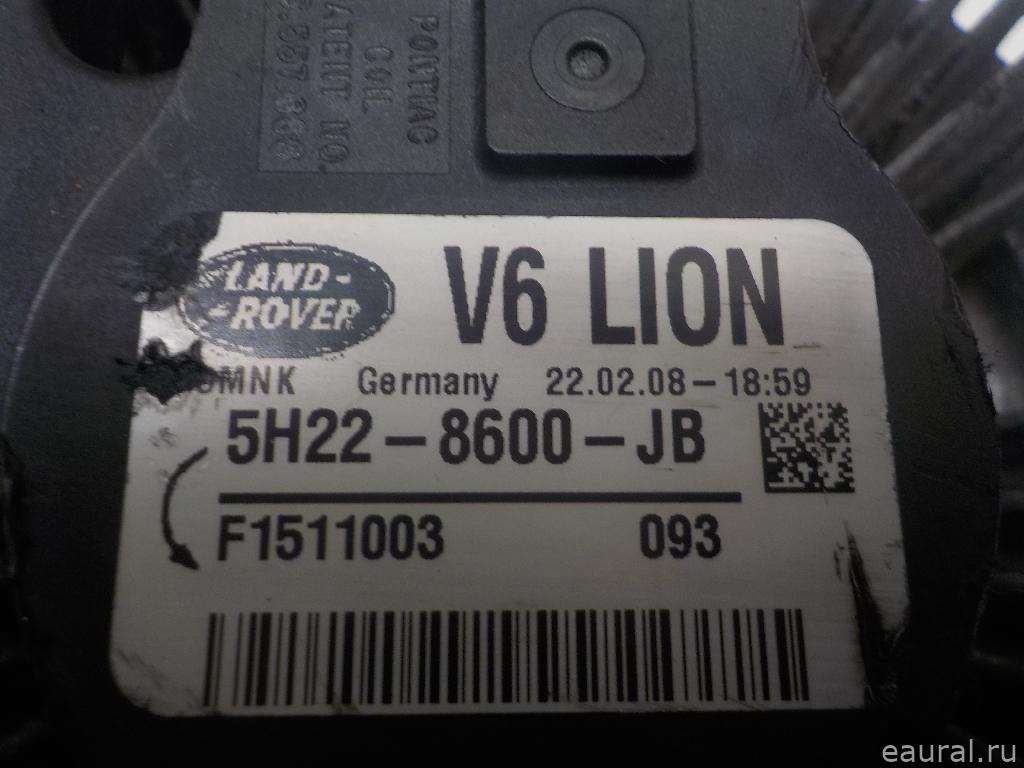 PONTIAC
COIL
PATENT NO.
LAND-
-ROVER
V6 LION
MNK Germany 22.02.08-18:59
5H22-8600-JB
F1511003 093
eaural.ru